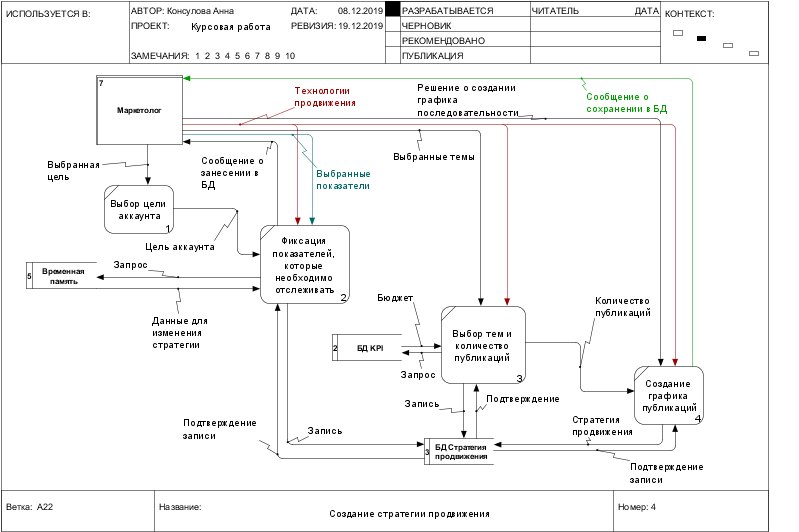 ИСПОЛЬЗУЕТСЯ В:
АВТОР: Консулова Анна
ДАТА: 08.12.2019
РАЗРАБАТЫВАЕТСЯ
ЧИТАТЕЛЬ
ДАТА
КОНТЕКСТ:
ПРОЕКТ: Курсовая работа
РЕВИЗИЯ: 19.12.2019
ЧЕРНОВИК
РЕКОМЕНДОВАНО
ЗАМЕЧАНИЯ: 1 2 3 4 5 6 7 8 9 10
ПУБЛИКАЦИЯ
7
Маркетолог
Технологии
продвижения
Решение о создании
графика
последовательности
Сообщение о
сохранении в БД
Выбранная
цель
Сообщение о
занесении в
БД
Выбранные
показатели
Выбранные темы
Выбор цели
аккаунта
1
Цель аккаунта
Фиксация
показателей,
которые
необходимо
отслеживать
2
5
Временная
память
Запрос
Данные для
изменения
стратегии
Бюджет
Количество
публикаций
2
БД KPI
Запрос
Выбор тем и
количество
публикаций
3
Создание
графика
публикаций
4
Запись
Подтверждение
Подтверждение
записи
Запись
Стратегия
продвижения
3
БД Стратегия
продвижения
Подтверждение
записи
Ветка: A22
Название:
Создание стратегии продвижения
Номер: 4